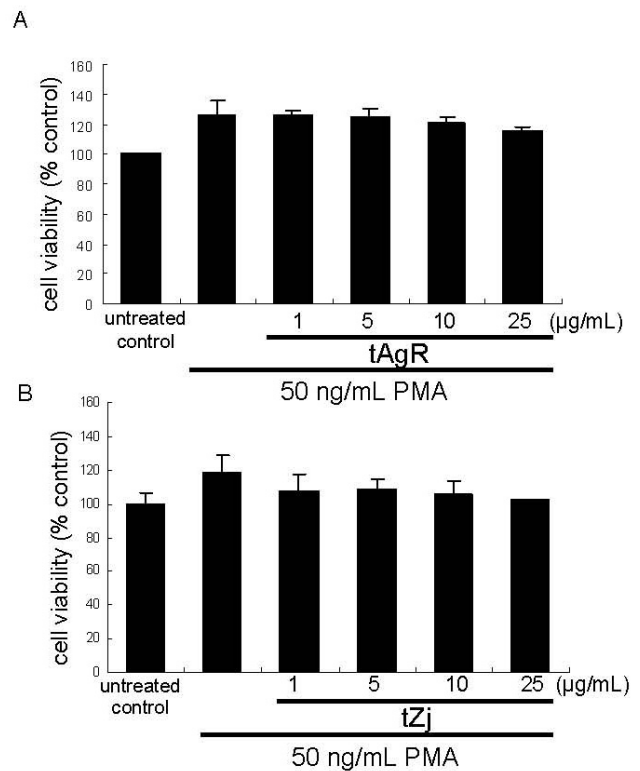 A
cell viability (% control)
160
140
120
100
80
60
40
20
0
untreated
control
1 5 10 25 (µg/mL)
tAgR
50 ng/mL PMA
B
cell viability (% control)
160
140
120
100
80
60
40
20
0
untreated
control
1 5 10 25 (µg/mL)
tZj
50 ng/mL PMA